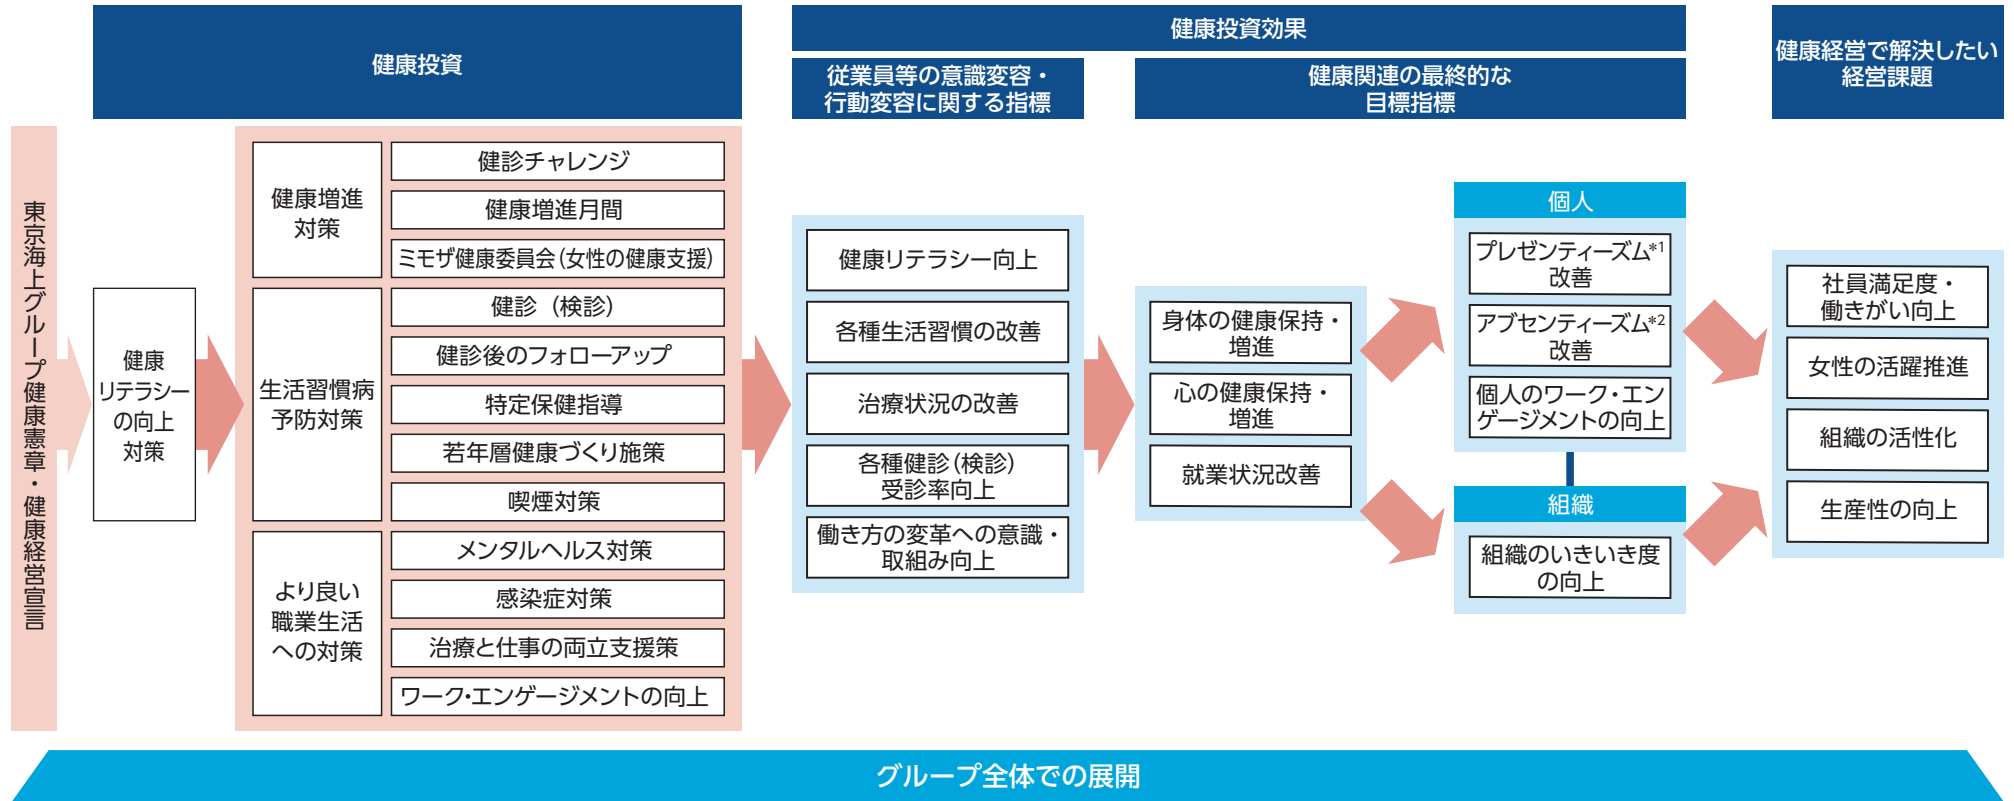 健康投資
健康投資効果
従業員等の意識変容・
行動変容に関する指標
健康関連の最終的な
目標指標
健康経営で解決したい
経営課題
東京海上グループ健康憲章・健康経営宣言
健康
リテラシー
の向上
対策
健康増進
対策
健診チャレンジ
健康増進月間
ミモザ健康委員会(女性の健康支援)
生活習慣病
予防対策
健診（検診）
健診後のフォローアップ
特定保健指導
若年層健康づくり施策
喫煙対策
より良い
職業生活
への対策
メンタルヘルス対策
感染症対策
治療と仕事の両立支援策
ワーク・エンゲージメントの向上
健康リテラシー向上
各種生活習慣の改善
治療状況の改善
各種健診(検診)
受診率向上
働き方の変革への意識・
取組み向上
身体の健康保持・
増進
心の健康保持・
増進
就業状況改善
個人
プレゼンティーズム*1
改善
アブセンティーズム*2
改善
個人のワーク・エン
ゲージメントの向上
組織
組織のいきいき度
の向上
社員満足度・
働きがい向上
女性の活躍推進
組織の活性化
生産性の向上
グループ全体での展開